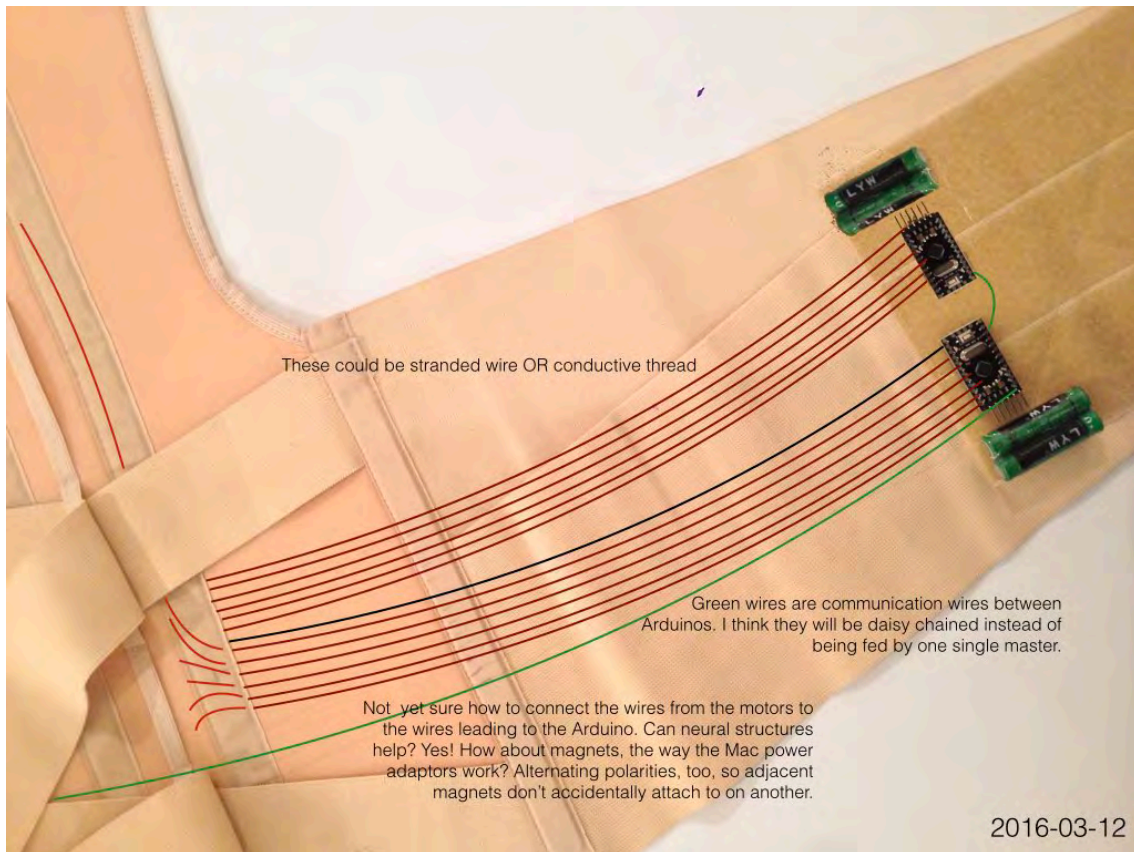 LYW
LYW
These could be stranded wire OR conductive thread
LYW
LYW
Green wires are communication wires between
Arduinos. I think they will be daisy chained instead of
being fed by one single master.
Not yet sure how to connect the wires from the motors to
the wires leading to the Arduino. Can neural structures
help? Yes! How about magnets, the way the Mac power
adaptors work? Alternating polarities, too, so adjacent
magnets don't accidentally attach to on another.
2016-03-12